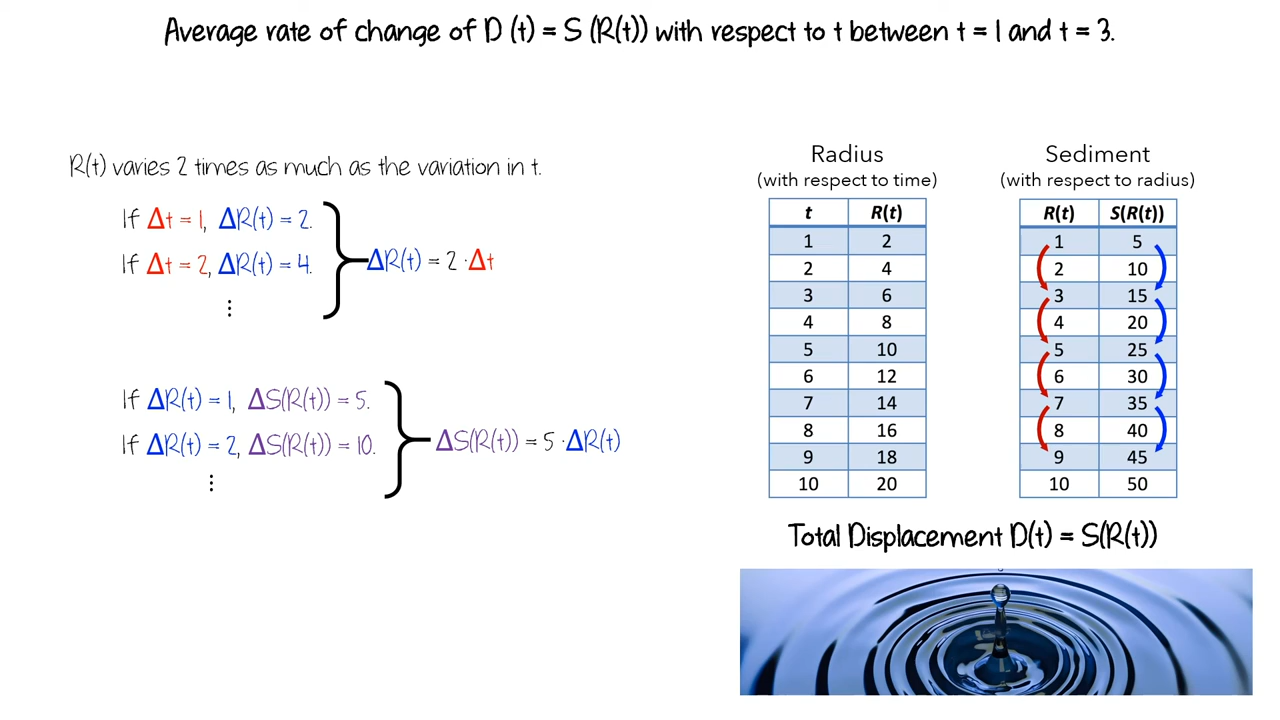 Average rate of change of D (t) = S (R(t)) with respect to t between t = 1 and t = 3.
R(t) varies 2 times as much as the variation in t.
If Δt = 1, ΔR(t) = 2.
If Δt = 2, ΔR(t) = 4.
⋮
ΔR(t) = 2 · Δt
If ΔR(t) = 1, ΔS(R(t)) = 5.
If ΔR(t) = 2, ΔS(R(t)) = 10.
⋮
ΔS(R(t)) = 5 · ΔR(t)
Radius
(with respect to time)
t R(t)
1 2
2 4
3 6
4 8
5 10
6 12
7 14
8 16
9 18
10 20
Sediment
(with respect to radius)
R(t) S(R(t))
1 5
2 10
3 15
4 20
5 25
6 30
7 35
8 40
9 45
10 50
Total Displacement D(t) = S(R(t))